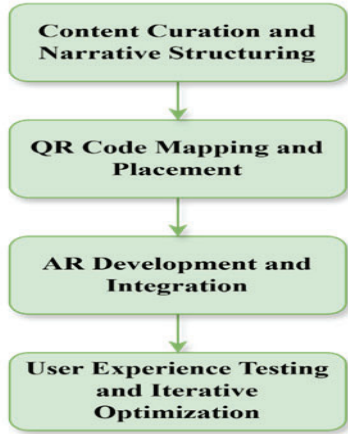 Content Curation and
Narrative Structuring
QR Code Mapping and
Placement
AR Development and
Integration
User Experience Testing
and Iterative
Optimization